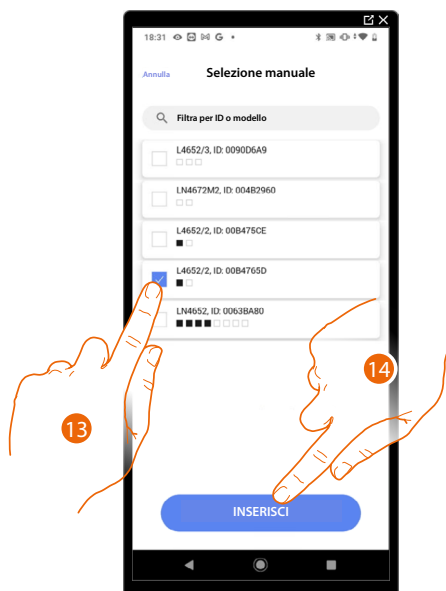 18:31 G
Annulla Selezione manuale
Filtra per ID o modello
L4652/3, ID: 0090D6A9
LN4672M2, ID: 004B2960
L4652/2, ID: 00B475CE
L4652/2, ID: 00B4765D
LN4652, ID: 0063BA80
14
13
INSERISCI